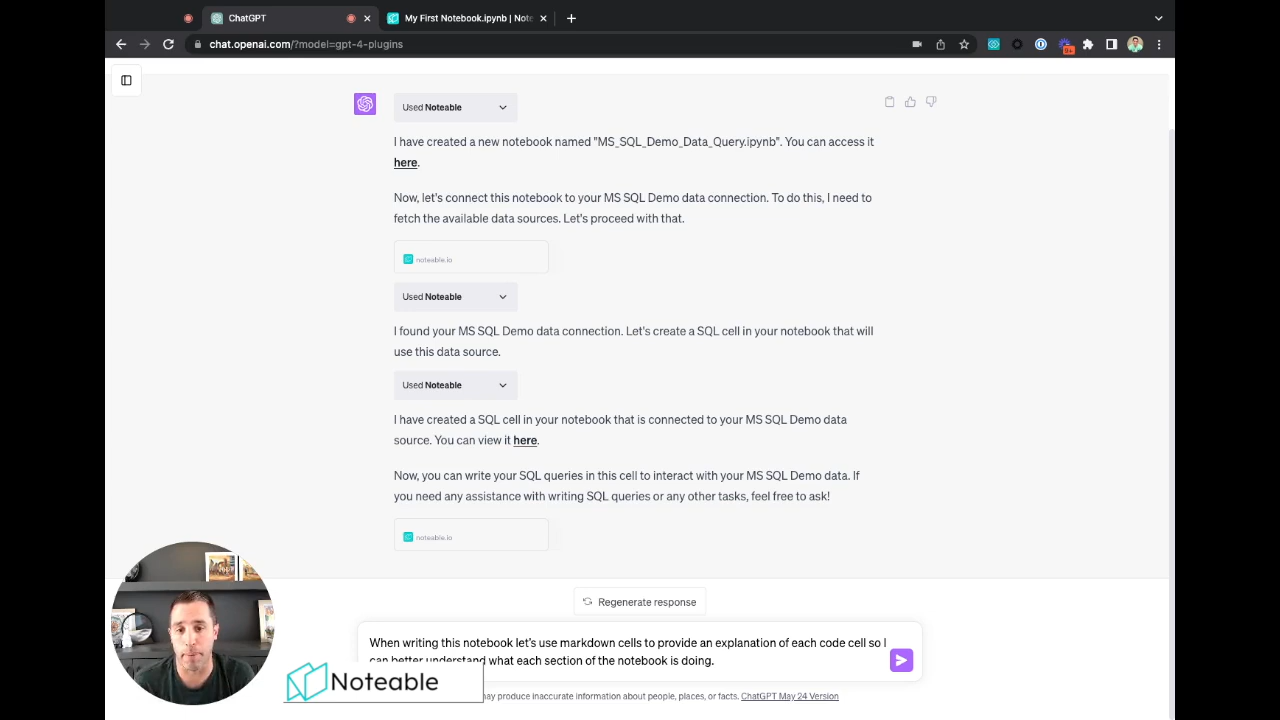 ChatGPT
My First Notebook.ipynb | Note
chat.openai.com/?model=gpt-4-plugins
9+
Used Noteable
I have created a new notebook named "MS_SQL_Demo_Data_Query.ipynb". You can access it
here.
Now, let's connect this notebook to your MS SQL Demo data connection. To do this, I need to
fetch the available data sources. Let's proceed with that.
noteable.io
Used Noteable
I found your MS SQL Demo data connection. Let's create a SQL cell in your notebook that will
use this data source.
Used Noteable
I have created a SQL cell in your notebook that is connected to your MS SQL Demo data
source. You can view it here.
Now, you can write your SQL queries in this cell to interact with your MS SQL Demo data. If
you need any assistance with writing SQL queries or any other tasks, feel free to ask!
noteable.io
Regenerate response
When writing this notebook let's use markdown cells to provide an explanation of each code cell so I
can better understand what each section of the notebook is doing.
Noteable
may produce inaccurate information about people, places, or facts. ChatGPT May 24 Version